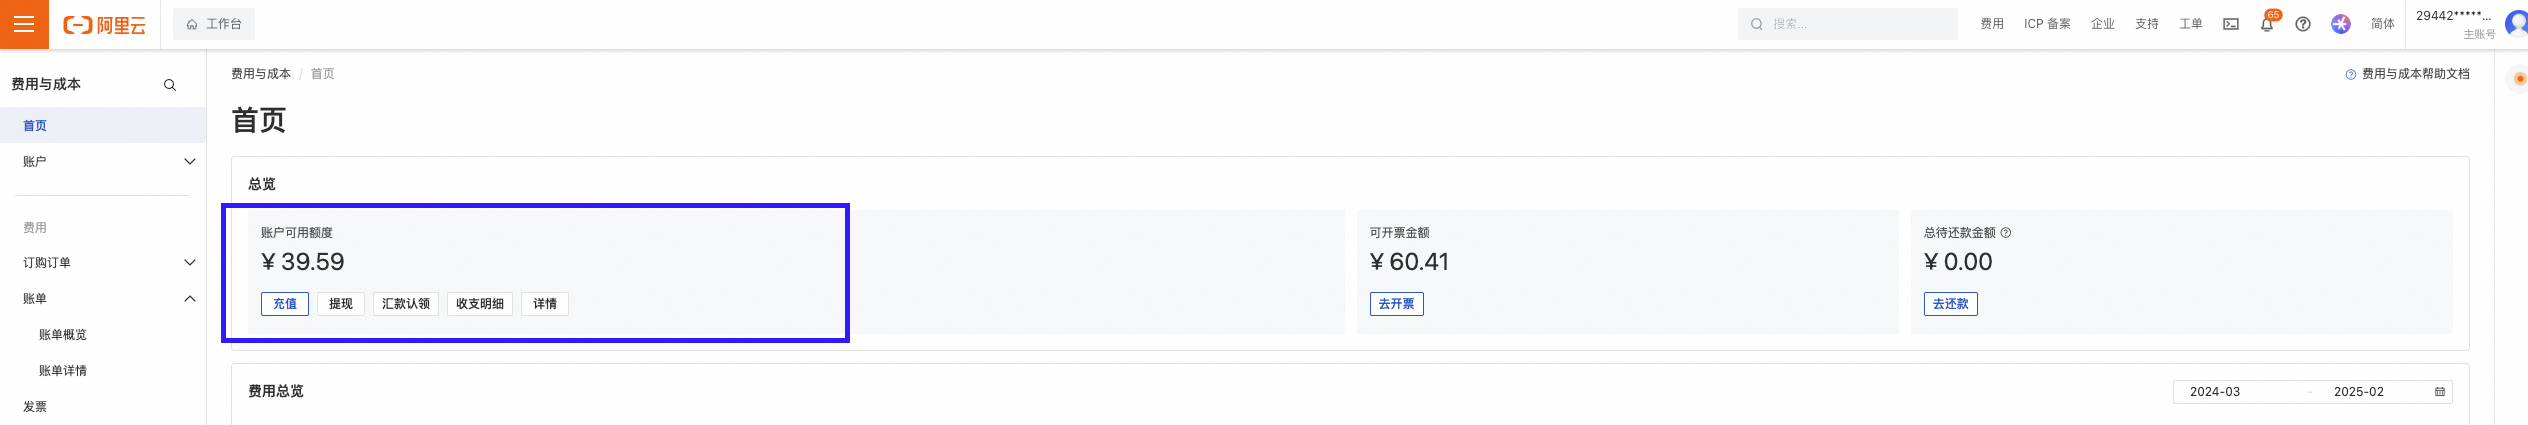 阿里云
工作台
搜索...
费用
ICP 备案
企业
支持
工单
65
简体
29442*****...
主账号
费用与成本
首页
账户
费用
订购订单
账单
账单概览
账单详情
发票
费用与成本 / 首页
费用与成本帮助文档
首页
总览
账户可用额度
¥ 39.59
充值 提现 汇款认领 收支明细 详情
可开票金额
¥ 60.41
去开票
总待还款金额
¥ 0.00
去还款
费用总览
2024-03 - 2025-02